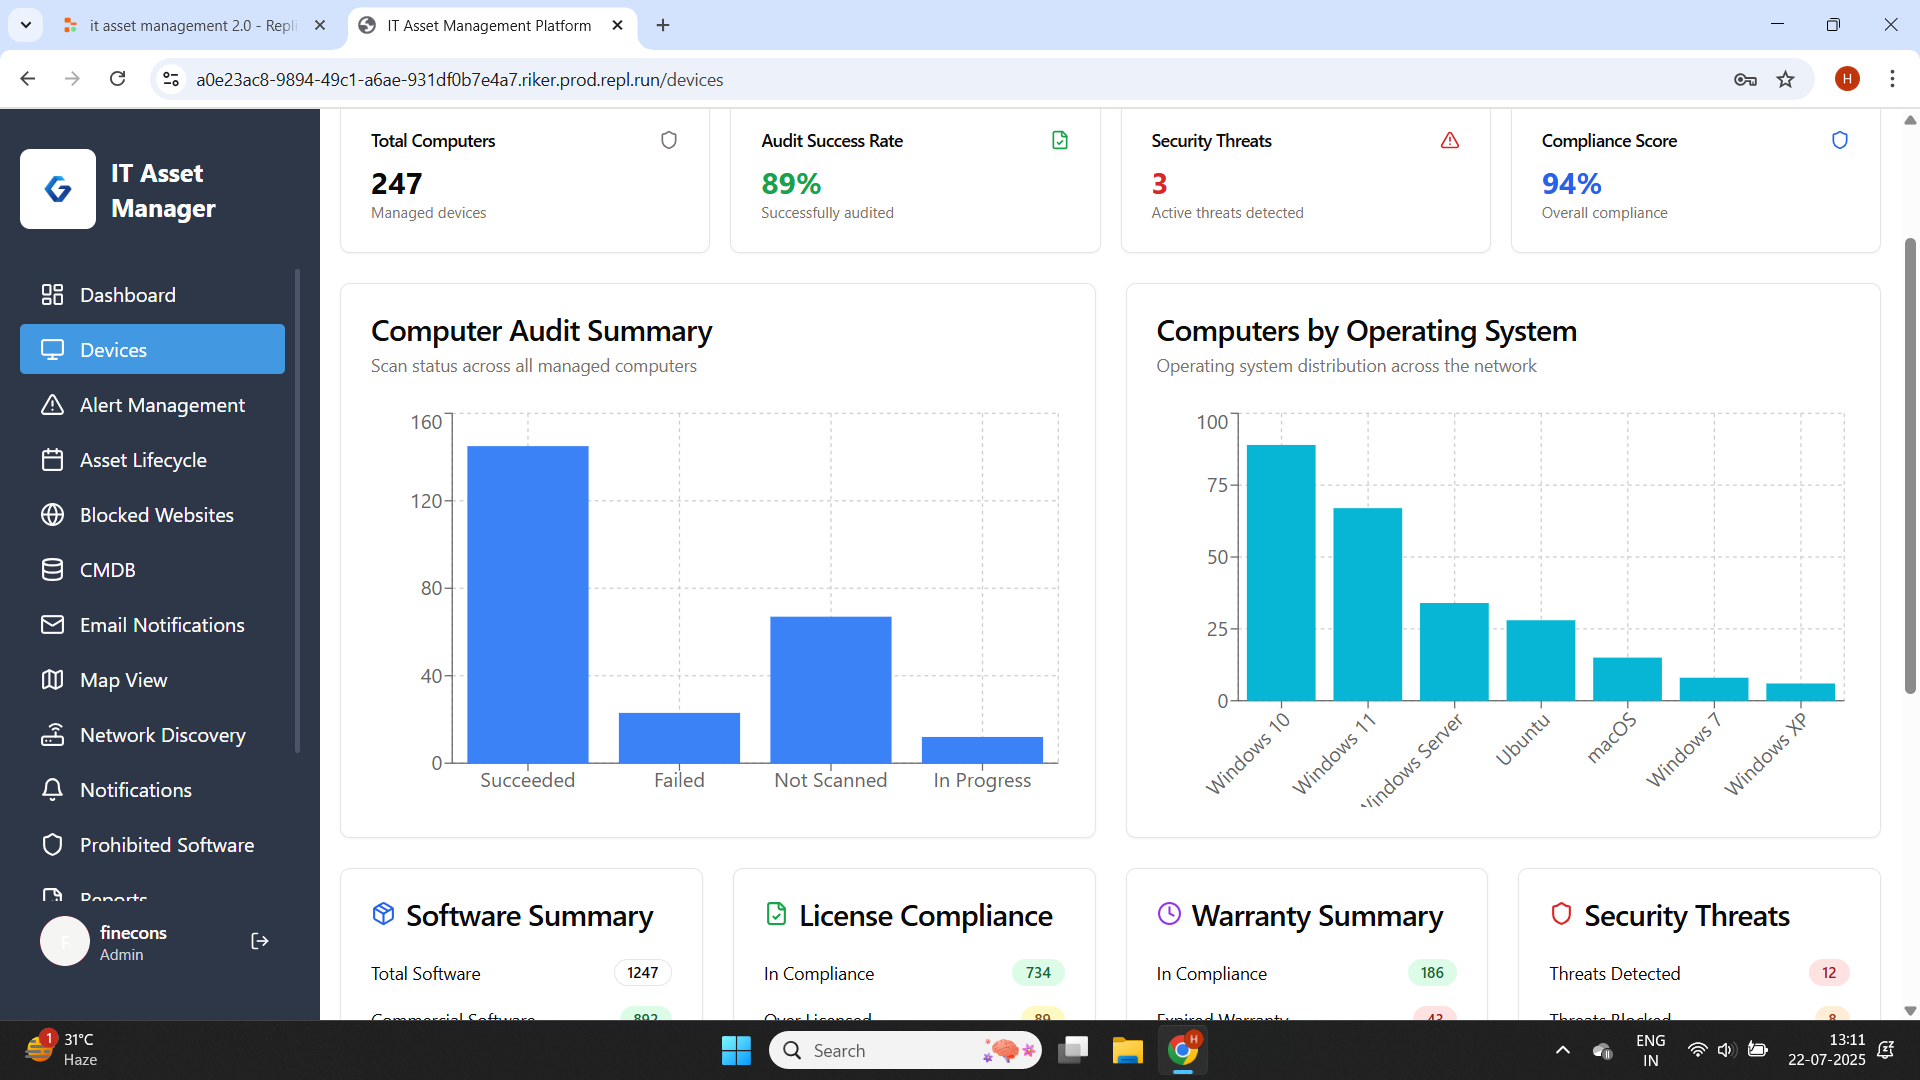 it asset management 2.0 - Repli
IT Asset Management Platform
a0e23ac8-9894-49c1-a6ae-931df0b7e4a7.riker.prod.repl.run/devices
H
IT Asset
Manager
Dashboard
Devices
Alert Management
Asset Lifecycle
Blocked Websites
CMDB
Email Notifications
Map View
Network Discovery
Notifications
Prohibited Software
Reports
F
finecons
Admin
Total Computers
247
Managed devices
Audit Success Rate
89%
Successfully audited
Security Threats
3
Active threats detected
Compliance Score
94%
Overall compliance
Computer Audit Summary
Scan status across all managed computers
160
120
80
40
0
Succeeded
Failed
Not Scanned
In Progress
Computers by Operating System
Operating system distribution across the network
100
75
50
25
0
Windows 10
Windows 11
Windows Server
Ubuntu
macOS
Windows 7
Windows XP
Software Summary
Total Software
1247
Commercial Software
892
License Compliance
In Compliance
734
Over Licensed
89
Warranty Summary
In Compliance
186
Expired Warranty
43
Security Threats
Threats Detected
12
Threats Blocked
8
1
31°C
Haze
Search
H
ENG
IN
13:11
22-07-2025